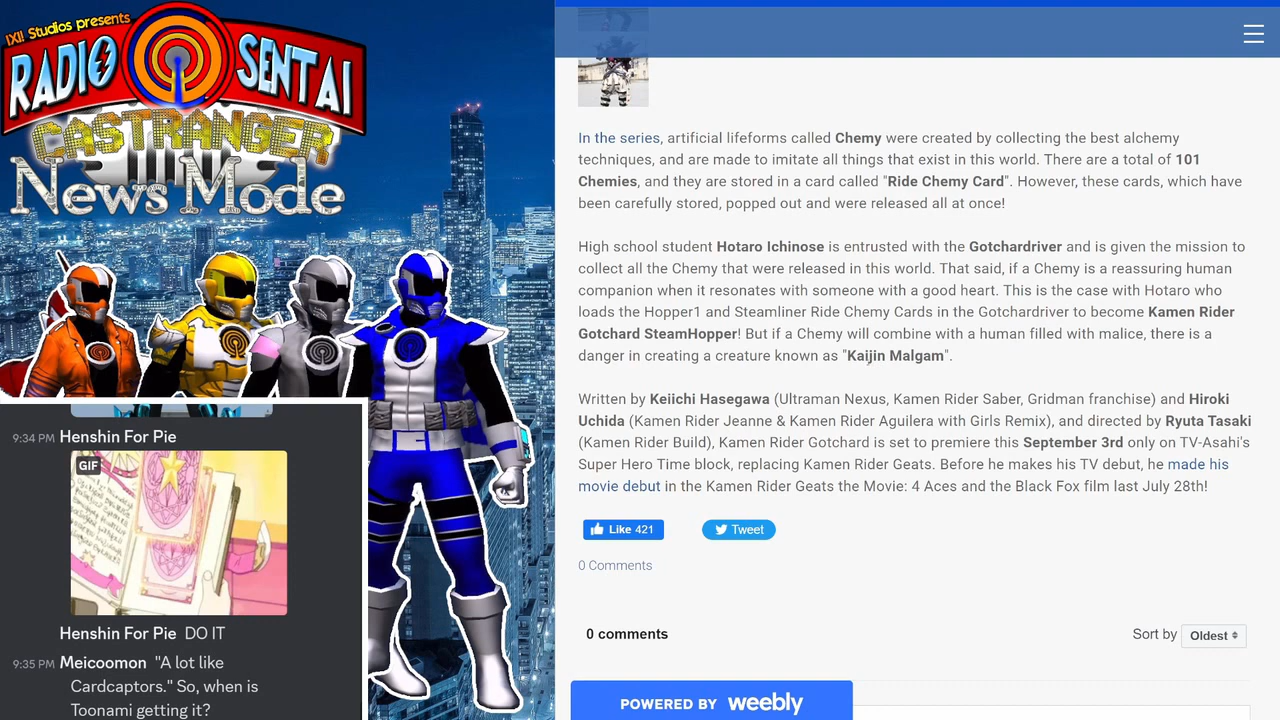 IXII Studios presents
RADIO SENTAI
CASTRANGER
News Mode
9:34 PM Henshin For Pie
GIF
Henshin For Pie DO IT
9:35 PM Meicoomon "A lot like
Cardcaptors." So, when is
Toonami getting it?
In the series, artificial lifeforms called Chemy were created by collecting the best alchemy
techniques, and are made to imitate all things that exist in this world. There are a total of 101
Chemies, and they are stored in a card called "Ride Chemy Card". However, these cards, which have
been carefully stored, popped out and were released all at once!
High school student Hotaro Ichinose is entrusted with the Gotchardriver and is given the mission to
collect all the Chemy that were released in this world. That said, if a Chemy is a reassuring human
companion when it resonates with someone with a good heart. This is the case with Hotaro who
loads the Hopper1 and Steamliner Ride Chemy Cards in the Gotchardriver to become Kamen Rider
Gotchard SteamHopper! But if a Chemy will combine with a human filled with malice, there is a
danger in creating a creature known as "Kaijin Malgam".
Written by Keiichi Hasegawa (Ultraman Nexus, Kamen Rider Saber, Gridman franchise) and Hiroki
Uchida (Kamen Rider Jeanne & Kamen Rider Aguilera with Girls Remix), and directed by Ryuta Tasaki
(Kamen Rider Build), Kamen Rider Gotchard is set to premiere this September 3rd only on TV-Asahi's
Super Hero Time block, replacing Kamen Rider Geats. Before he makes his TV debut, he made his
movie debut in the Kamen Rider Geats the Movie: 4 Aces and the Black Fox film last July 28th!
Like 421 Tweet
0 Comments
0 comments
Sort by Oldest
POWERED BY weebly